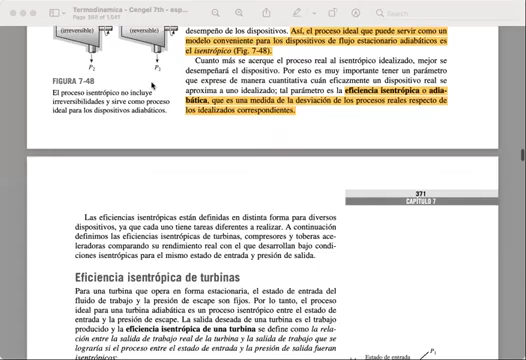 Termodinamica - Cengel 7th - esp...
Page 394 of 1,041
Search
(irreversible)
(reversible)
P2
P2
FIGURA 7-48
El proceso isentrópico no incluye
irreversibilidades y sirve como proceso
ideal para los dispositivos adiabáticos.
desempeño de los dispositivos. Así, el proceso ideal que puede servir como un
modelo conveniente para los dispositivos de flujo estacionario adiabáticos es
el isentrópico (Fig. 7-48).
Cuanto más se acerque el proceso real al isentrópico idealizado, mejor se
desempeñará el dispositivo. Por esto es muy importante tener un parámetro
que exprese de manera cuantitativa cuán eficazmente un dispositivo real se
aproxima a uno idealizado; tal parámetro es la eficiencia isentrópica o adia-
bática, que es una medida de la desviación de los procesos reales respecto de
los idealizados correspondientes.
371
CAPÍTULO 7
Las eficiencias isentrópicas están definidas en distinta forma para diversos
dispositivos, ya que cada uno tiene tareas diferentes a realizar. A continuación
definimos las eficiencias isentrópicas de turbinas, compresores y toberas ace-
leradoras comparando su rendimiento real con el que desarrollan bajo condi-
ciones isentrópicas para el mismo estado de entrada y presión de salida.
Eficiencia isentrópica de turbinas
Para una turbina que opera en forma estacionaria, el estado de entrada del
fluido de trabajo y la presión de escape son fijos. Por lo tanto, el proceso
ideal para una turbina adiabática es un proceso isentrópico entre el estado de
entrada y la presión de escape. La salida deseada de una turbina es el trabajo
producido y la eficiencia isentrópica de una turbina se define como la rela-
ción entre la salida de trabajo real de la turbina y la salida de trabajo que se
lograría si el proceso entre el estado de entrada y la presión de salida fueran
isentrópicos:
Estado de entrada
P1